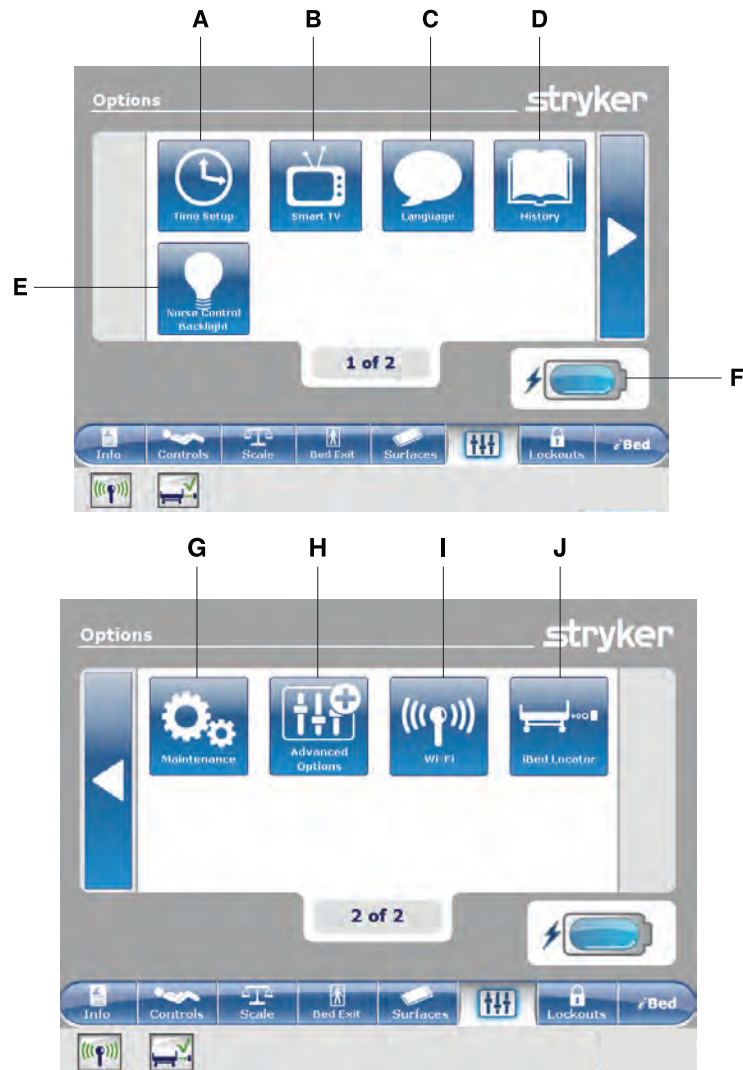 A B C D
Options
stryker
Time Setup Smart TV Language History
E
Nurse Control
Backlight
1 of 2
F
Info Controls Scale Bed Exit Surfaces Lockouts iBed
G H I J
Options
stryker
Maintenance Advanced
Options Wi-Fi iBed Locator
2 of 2
Info Controls Scale Bed Exit Surfaces Lockouts iBed